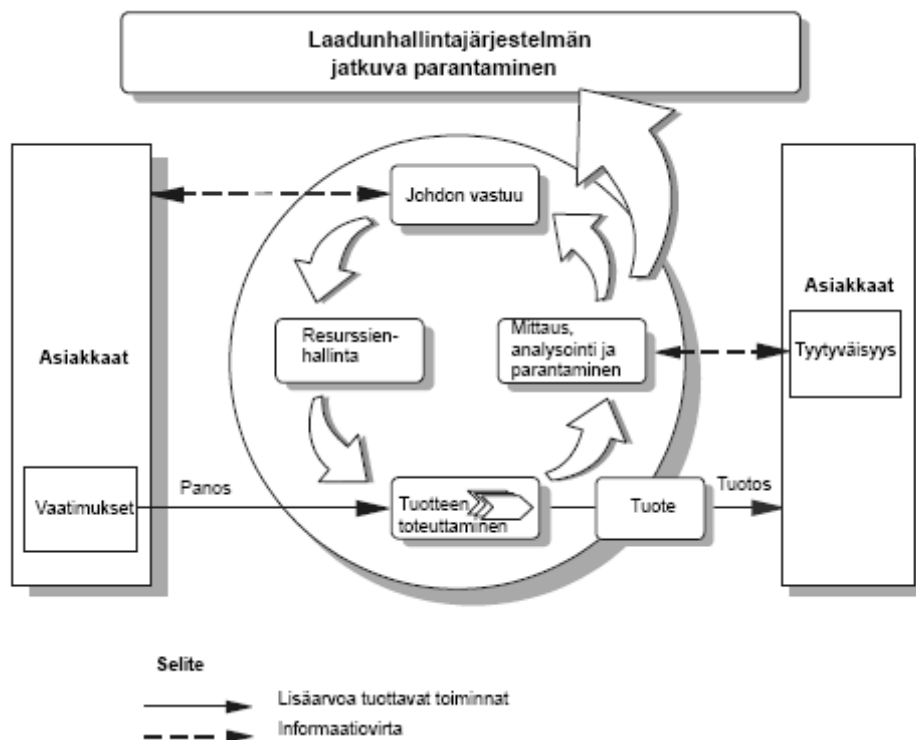 Laadunhallintajärjestelmän
jatkuva parantaminen
Johdon vastuu
Asiakkaat
Resurssien-
hallinta
Mittaus,
analysointi ja
parantaminen
Asiakkaat
Tyytyväisyys
Vaatimukset
Panos
Tuotteen
toteuttaminen
Tuote
Tuotos
Selite
Lisäarvoa tuottavat toiminnat
Informaatiovirta